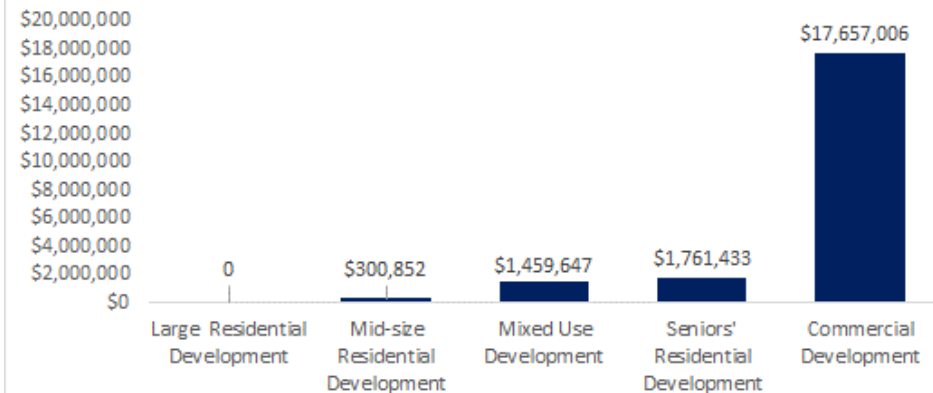 $20,000,000
$18,000,000
$16,000,000
$14,000,000
$12,000,000
$10,000,000
$8,000,000
$6,000,000
$4,000,000
$2,000,000
$0
0
$300,852
$1,459,647
$1,761,433
$17,657,006
Large Residential
Development
Mid-size
Residential
Development
Mixed Use
Development
Seniors'
Residential
Development
Commercial
Development